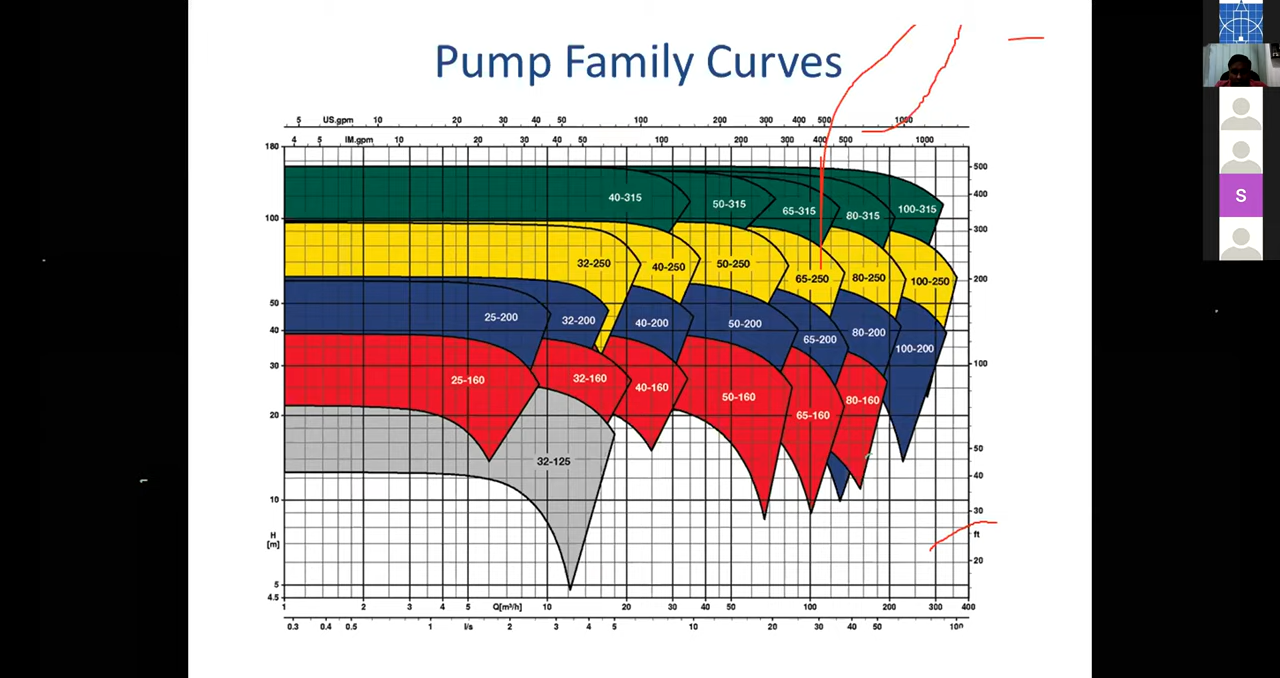 Pump Family Curves
5 US.gpm 10 20 30 40 50 100 200 300 400 500 1000
4 5 IM.gpm 10 20 30 40 50 100 200 300 400 500 1000
180
500
400
40-315 50-315 65-315 80-315 100-315
100
300
32-250 40-250 50-250 65-250 80-250 100-250
200
50
25-200 32-200 40-200 50-200 65-200 80-200 100-200
40
30
100
25-160 32-160 40-160 50-160 65-160 80-160
20
50
32-125
40
10
30
H
[m]
ft
20
5
4.5
1 2 3 4 5 Q[m³/h] 10 20 30 40 50 100 200 300 400
0.3 0.4 0.5 1 l/s 2 3 4 5 10 20 30 40 50 100
S